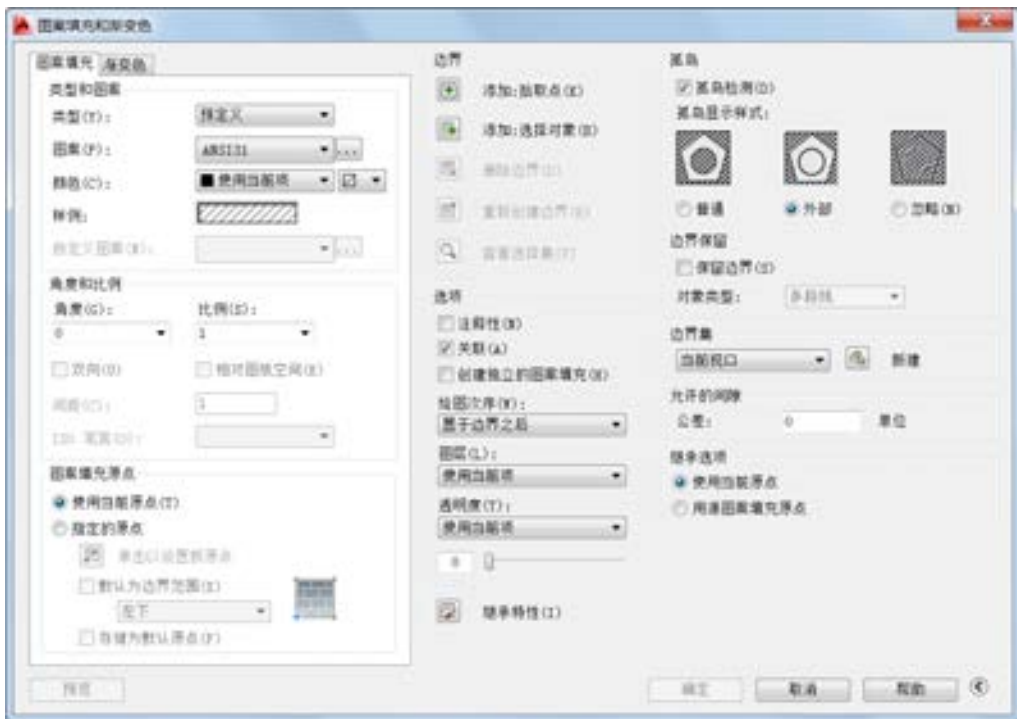 图案填充和渐变色
图案填充 渐变色
类型和图案
类型(Y):
预定义
图案(P):
ANSI31
...
颜色(C):
使用当前项
样例:
自定义图案(M):
...
角度和比例
角度(G):
比例(S):
0
1
双向(U)
相对图纸空间(E)
间距(C):
1
ISO 笔宽(O):
图案填充原点
使用当前原点(T)
指定的原点
单击以设置新原点
默认为边界范围(X)
左下
存储为默认原点(F)
预览
边界
添加:拾取点(K)
添加:选择对象(B)
删除边界(D)
重新创建边界(R)
查看选择集(V)
选项
注释性(N)
关联(A)
创建独立的图案填充(H)
绘图次序(W):
置于边界之后
图层(L):
使用当前项
透明度(T):
使用当前项
0
继承特性(I)
孤岛
孤岛检测(D)
孤岛显示样式:
普通
外部
忽略(N)
边界保留
保留边界(S)
对象类型:
多段线
边界集
当前视口
新建
允许的间隙
公差:
0
单位
继承选项
使用当前原点
用源图案填充原点
确定
取消
帮助